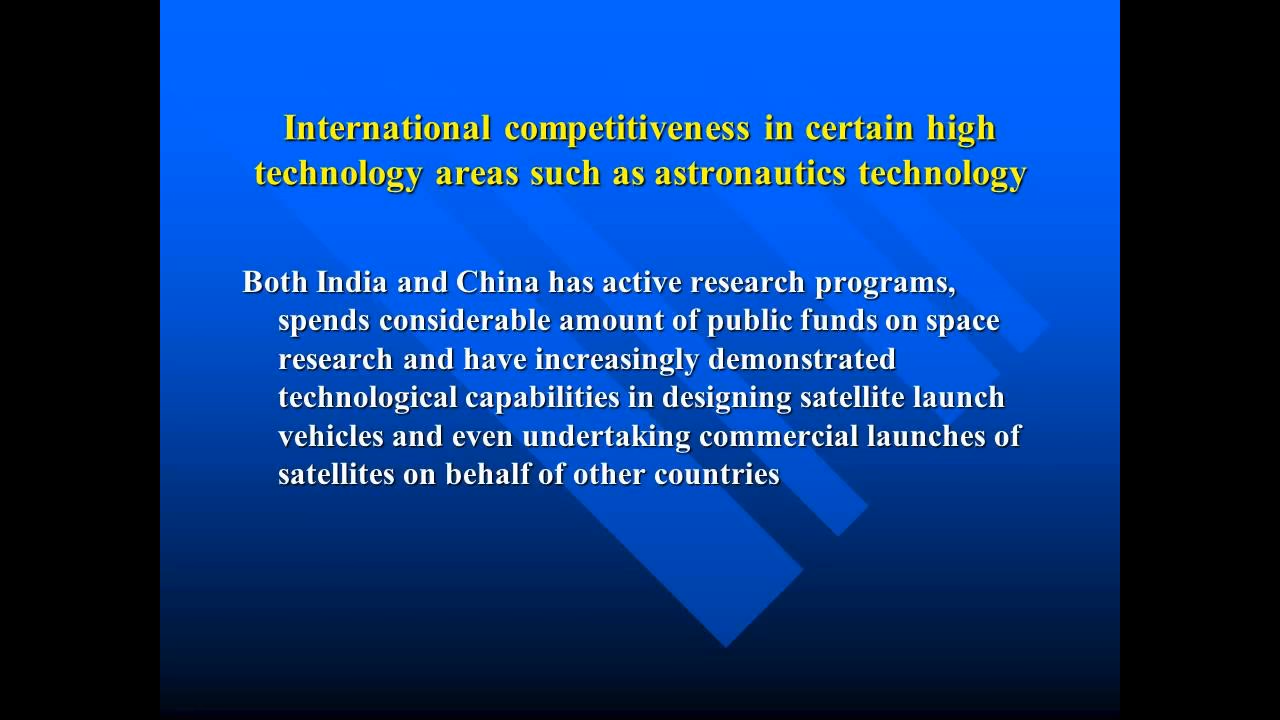 International competitiveness in certain high
technology areas such as astronautics technology
Both India and China has active research programs,
spends considerable amount of public funds on space
research and have increasingly demonstrated
technological capabilities in designing satellite launch
vehicles and even undertaking commercial launches of
satellites on behalf of other countries